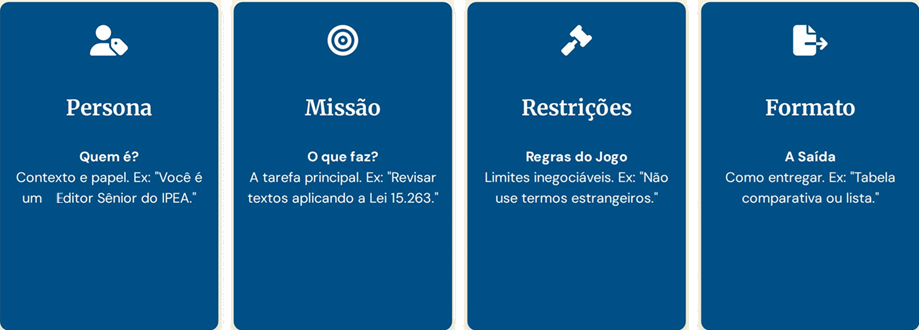 Persona
Quem é?
Contexto e papel. Ex: "Você é
um Editor Sênior do IPEA."
Missão
O que faz?
A tarefa principal. Ex: "Revisar
textos aplicando a Lei 15.263."
Restrições
Regras do Jogo
Limites inegociáveis. Ex: "Não
use termos estrangeiros."
Formato
A Saída
Como entregar. Ex: "Tabela
comparativa ou lista."